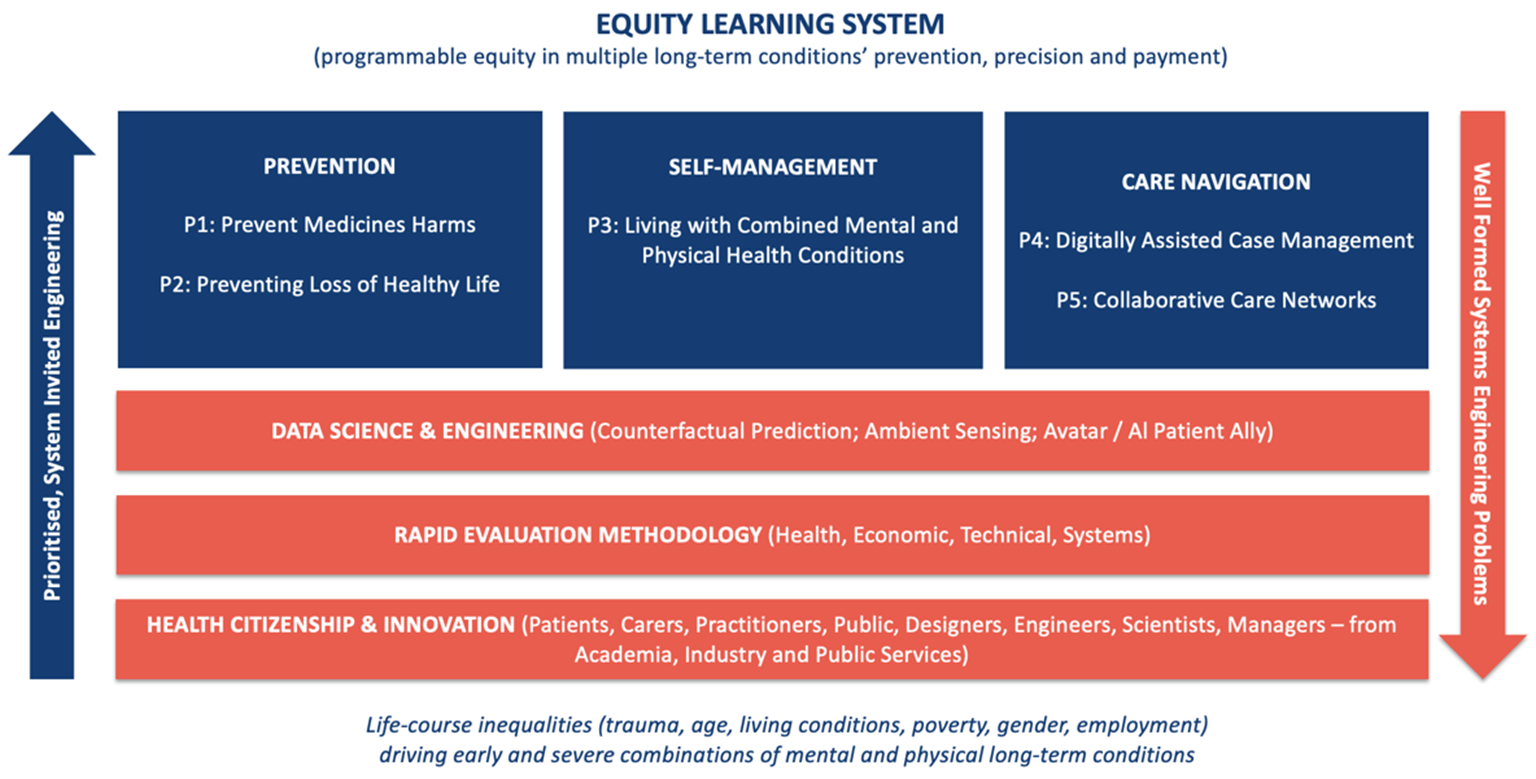 EQUITY LEARNING SYSTEM
(programmable equity in multiple long-term conditions’ prevention, precision and payment)
Prioritised, System Invited Engineering
PREVENTION
P1: Prevent Medicines Harms
P2: Preventing Loss of Healthy Life
SELF-MANAGEMENT
P3: Living with Combined Mental and
Physical Health Conditions
CARE NAVIGATION
P4: Digitally Assisted Case Management
P5: Collaborative Care Networks
Well Formed Systems Engineering Problems
DATA SCIENCE & ENGINEERING (Counterfactual Prediction; Ambient Sensing; Avatar / AI Patient Ally)
RAPID EVALUATION METHODOLOGY (Health, Economic, Technical, Systems)
HEALTH CITIZENSHIP & INNOVATION (Patients, Carers, Practitioners, Public, Designers, Engineers, Scientists, Managers – from
Academia, Industry and Public Services)
Life-course inequalities (trauma, age, living conditions, poverty, gender, employment)
driving early and severe combinations of mental and physical long-term conditions